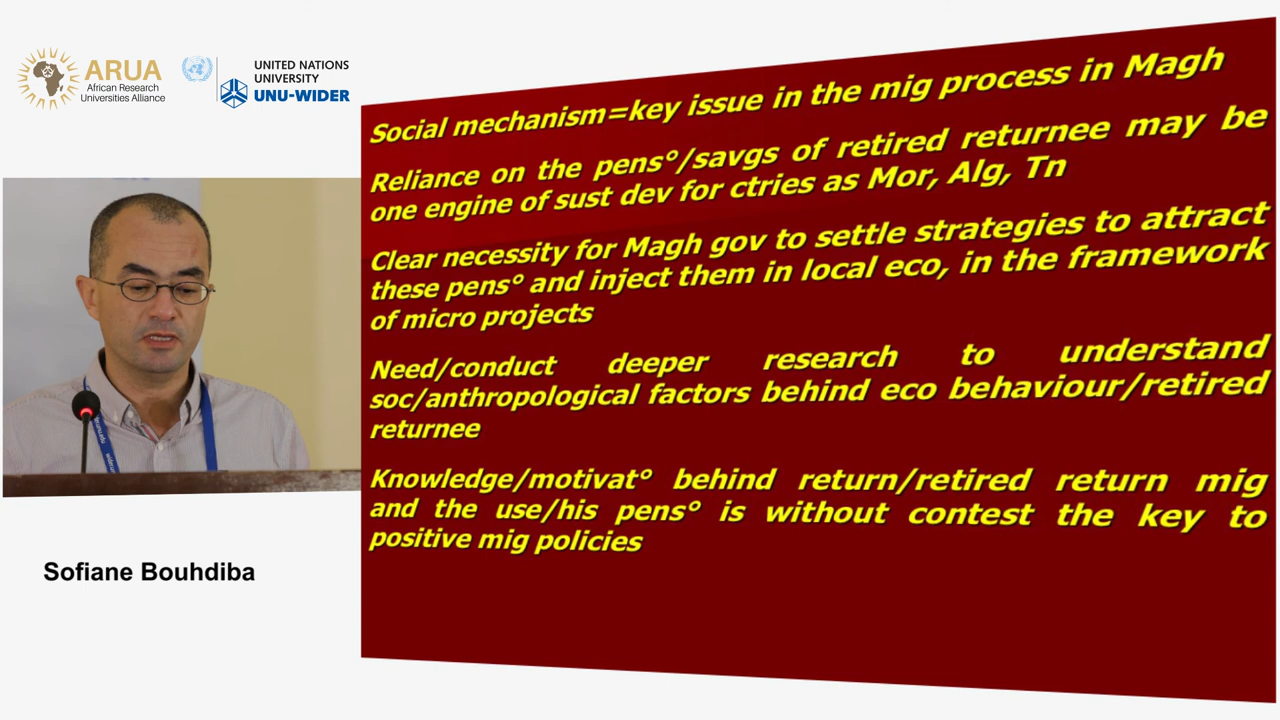 ARUA
African Research
Universities Alliance
UNITED NATIONS
UNIVERSITY
UNU-WIDER
Social mechanism=key issue in the mig process in Magh
Reliance on the pens°/savgs of retired returnee may be
one engine of sust dev for ctries as Mor, Alg, Tn
Clear necessity for Magh gov to settle strategies to attract
these pens° and inject them in local eco, in the framework
of micro projects
Need/conduct deeper research to understand
soc/anthropological factors behind eco behaviour/retired
returnee
Knowledge/motivat° behind return/retired return mig
and the use/his pens° is without contest the key to
positive mig policies
Sofiane Bouhdiba